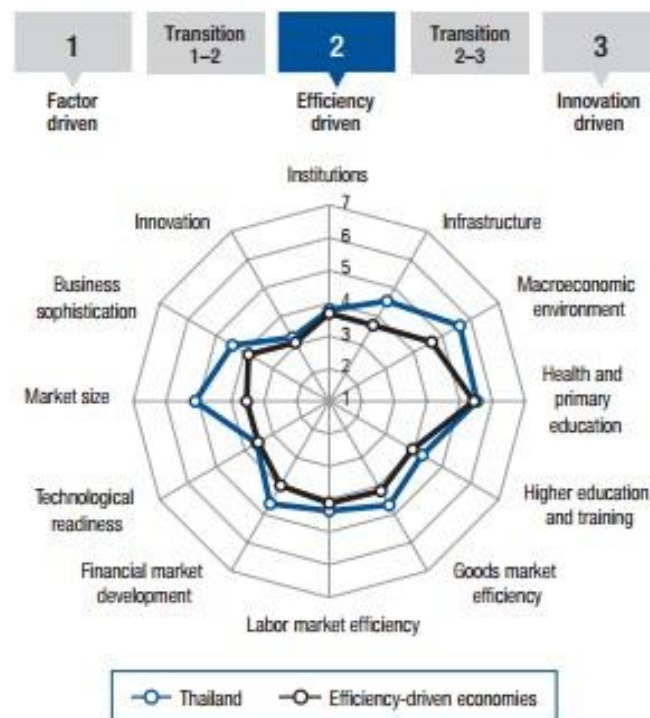 1
Transition
1–2
2
Transition
2–3
3
Factor
driven
Efficiency
driven
Innovation
driven
Institutions
Innovation
Infrastructure
Business
sophistication
Macroeconomic
environment
Market size
Health and
primary
education
Technological
readiness
Higher education
and training
Financial market
development
Goods market
efficiency
Labor market efficiency
7
6
5
4
3
2
1
Thailand
Efficiency-driven economies